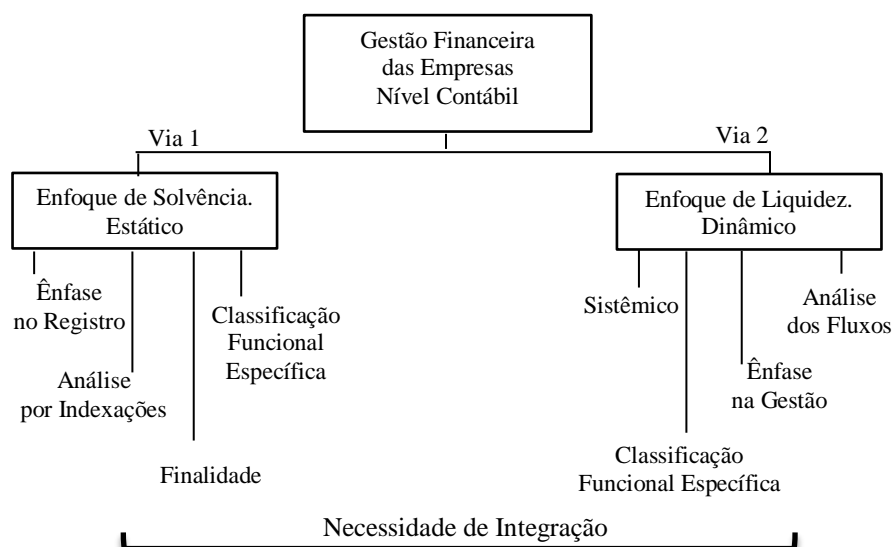 Gestão Financeira
das Empresas
Nível Contábil
Via 1
Via 2
Enfoque de Solvência.
Estático
Enfoque de Liquidez.
Dinâmico
Ênfase
no Registro
Análise
por Indexações
Finalidade
Classificação
Funcional
Específica
Sistêmico
Classificação
Funcional Específica
Ênfase
na Gestão
Análise
dos Fluxos
Necessidade de Integração